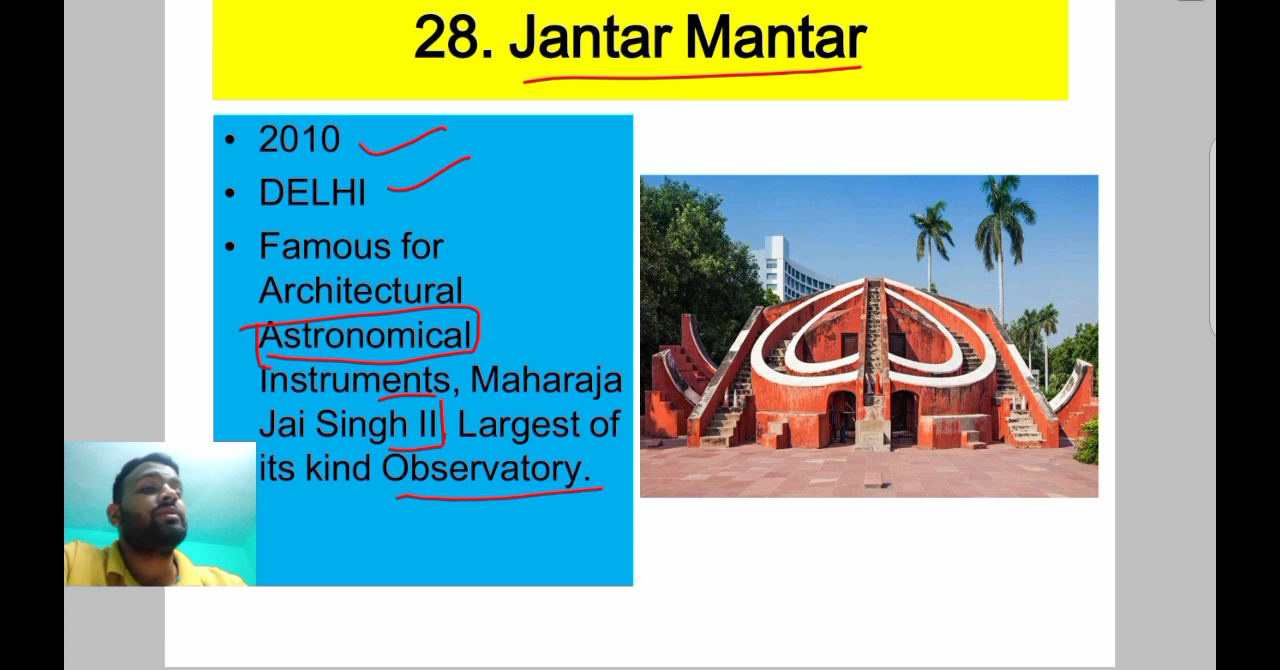 28. Jantar Mantar
• 2010
• DELHI
• Famous for
Architectural
Astronomical
Instruments, Maharaja
Jai Singh II, Largest of
its kind Observatory.